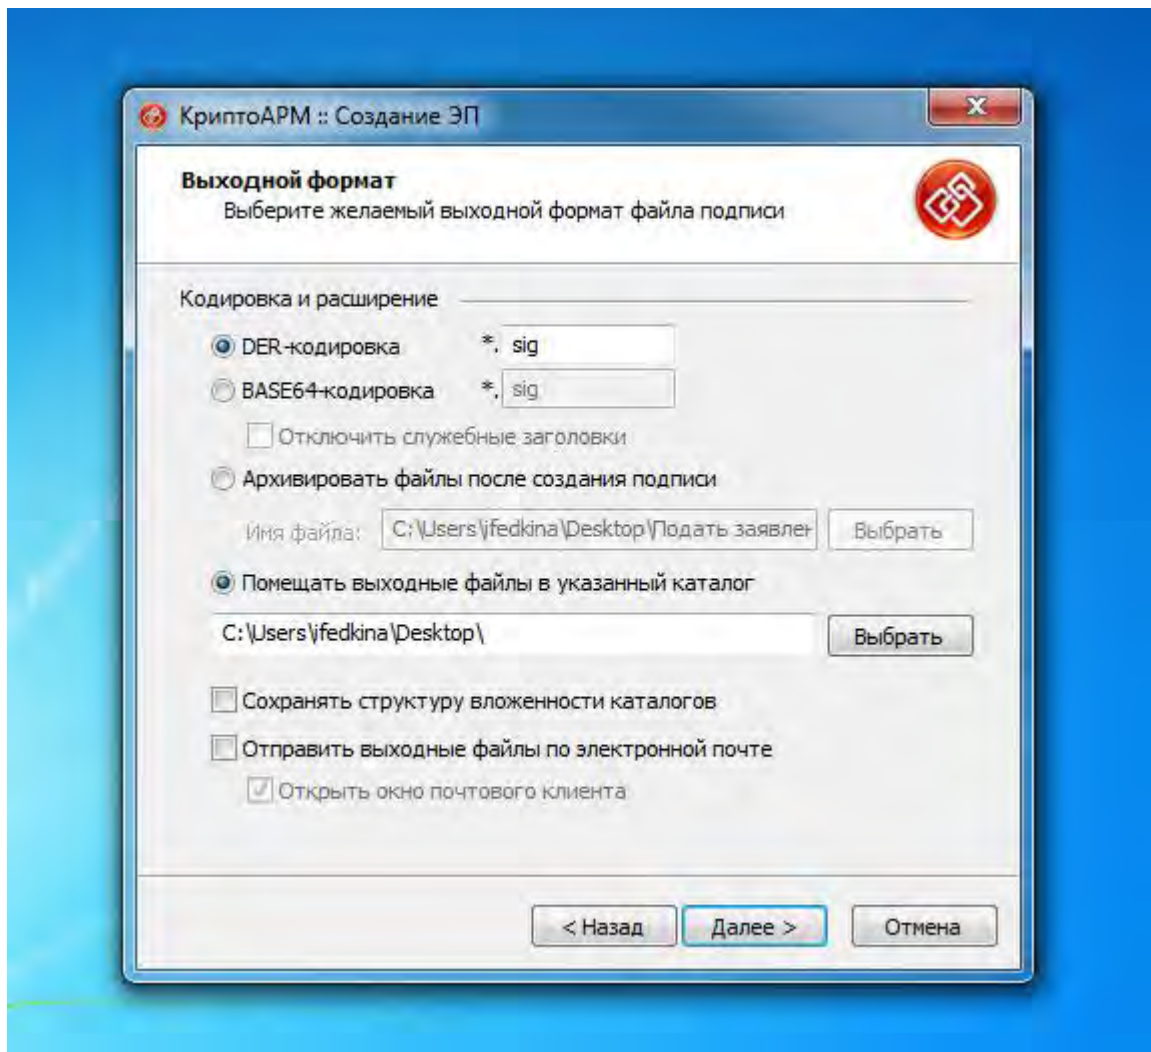 КриптоАРМ :: Создание ЭП
Выходной формат
Выберите желаемый выходной формат файла подписи
Кодировка и расширение
DER-кодировка *. sig
BASE64-кодировка *. sig
Отключить служебные заголовки
Архивировать файлы после создания подписи
Имя файла: C:\Users\ifedkina\Desktop\Подать заявлен Выбрать
Помещать выходные файлы в указанный каталог
C:\Users\ifedkina\Desktop\ Выбрать
Сохранять структуру вложенности каталогов
Отправить выходные файлы по электронной почте
Открыть окно почтового клиента
< Назад Далее > Отмена